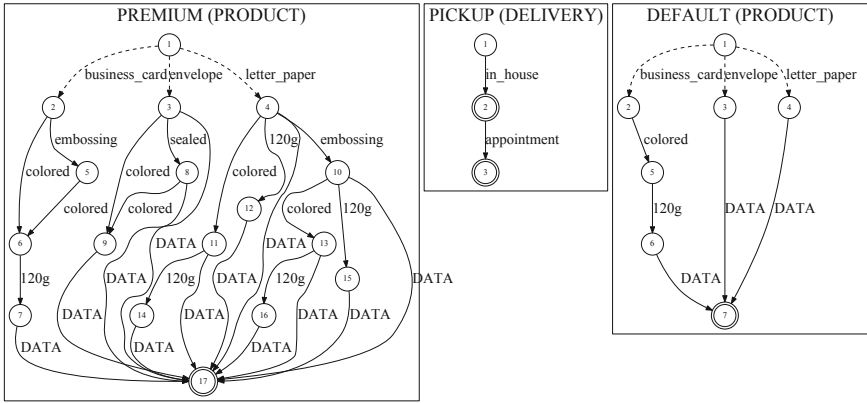 PREMIUM (PRODUCT)
1
business_card envelope letter_paper
2 3 4
embossing sealed 120g embossing
5 8 10
colored colored colored 120g
12
colored colored colored
6 9 DATA 11 DATA 13
120g DATA DATA 120g DATA 120g 15 DATA
7 14 16
DATA DATA DATA DATA DATA DATA
17
PICKUP (DELIVERY)
1
in_house
2
appointment
3
DEFAULT (PRODUCT)
1
business_card envelope letter_paper
2 3 4
colored
5
120g DATA DATA
6
DATA
7